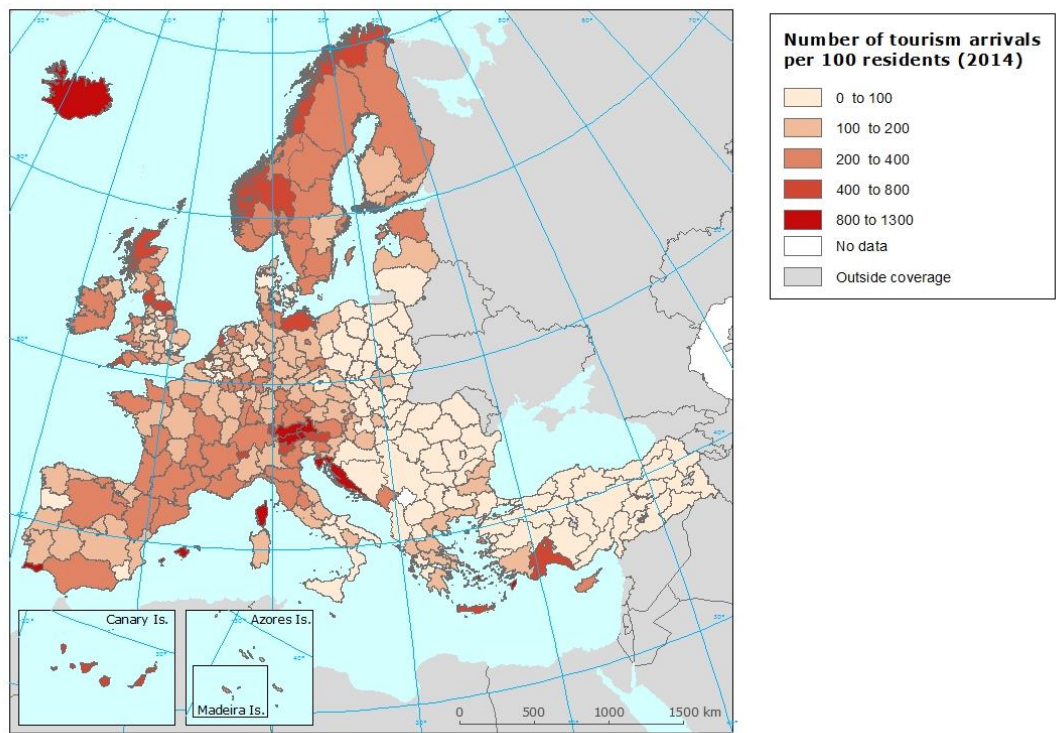 Number of tourism arrivals
per 100 residents (2014)
0 to 100
100 to 200
200 to 400
400 to 800
800 to 1300
No data
Outside coverage
Canary Is.
Azores Is.
Madeira Is.
0 500 1000 1500 km